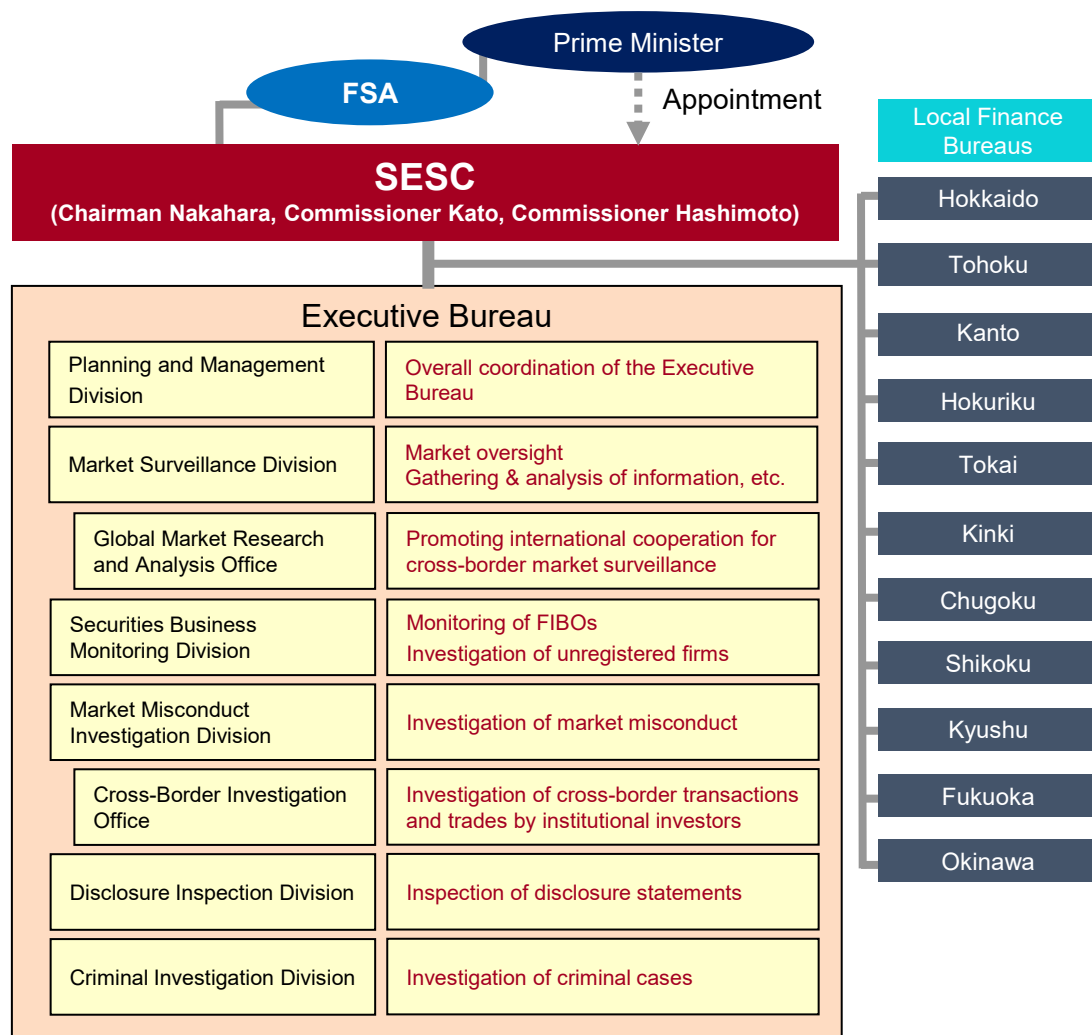 Prime Minister
FSA
Appointment
SESC
(Chairman Nakahara, Commissioner Kato, Commissioner Hashimoto)
Executive Bureau
Planning and Management
Division
Overall coordination of the Executive
Bureau
Market Surveillance Division
Market oversight
Gathering & analysis of information, etc.
Global Market Research
and Analysis Office
Promoting international cooperation for
cross-border market surveillance
Securities Business
Monitoring Division
Monitoring of FIBOs
Investigation of unregistered firms
Market Misconduct
Investigation Division
Investigation of market misconduct
Cross-Border Investigation
Office
Investigation of cross-border transactions
and trades by institutional investors
Disclosure Inspection Division
Inspection of disclosure statements
Criminal Investigation Division
Investigation of criminal cases
Local Finance
Bureaus
Hokkaido
Tohoku
Kanto
Hokuriku
Tokai
Kinki
Chugoku
Shikoku
Kyushu
Fukuoka
Okinawa